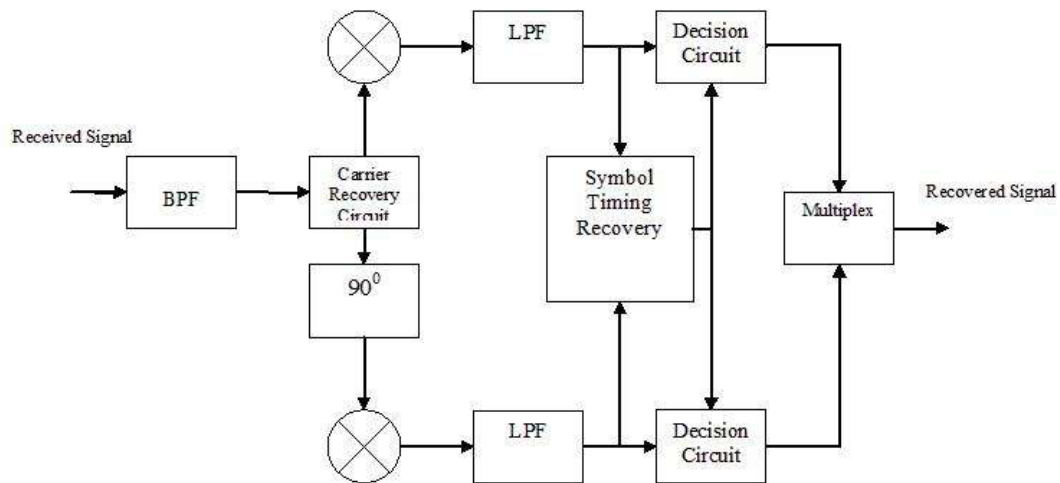 LPF
Decision
Circuit
Received Signal
BPF
Carrier
Recovery
Circuit
Symbol
Timing
Recovery
Multiplex
Recovered Signal
90⁰
LPF
Decision
Circuit